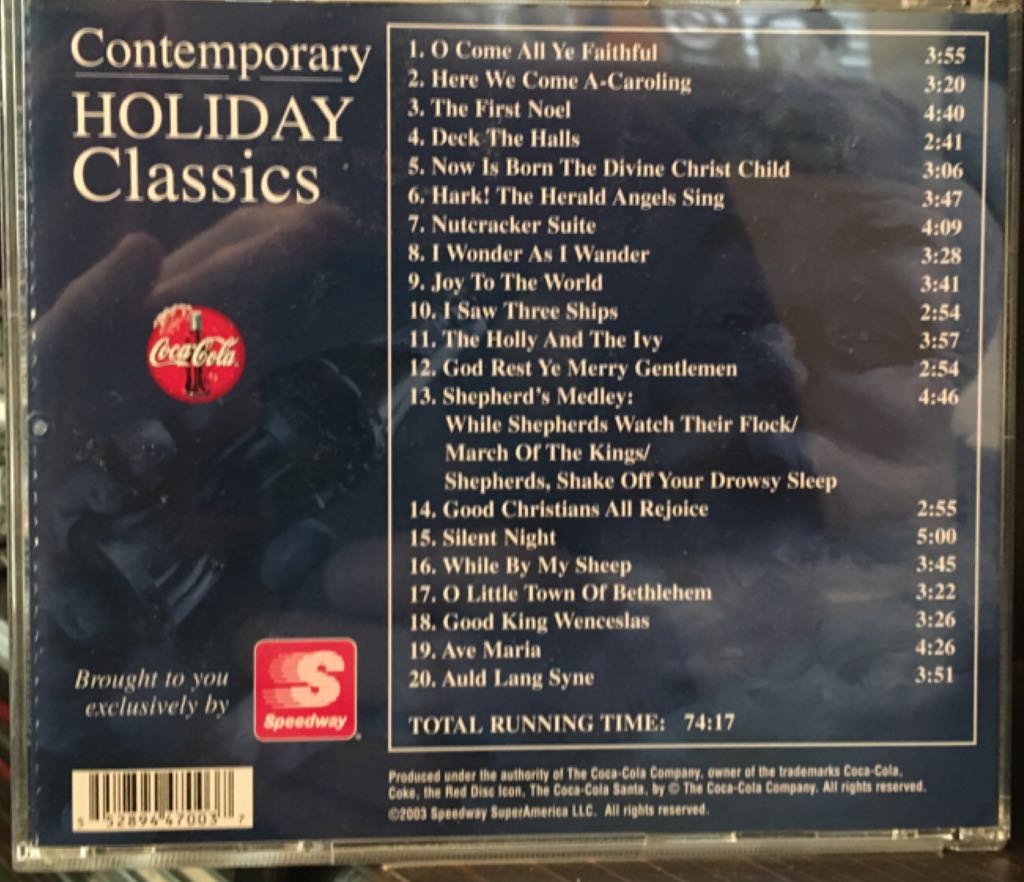 Contemporary
HOLIDAY
Classics
Coca-Cola
Brought to you
exclusively by
S
Speedway
5 52894 47003 7
1. O Come All Ye Faithful 3:55
2. Here We Come A-Caroling 3:20
3. The First Noel 4:40
4. Deck The Halls 2:41
5. Now Is Born The Divine Christ Child 3:06
6. Hark! The Herald Angels Sing 3:47
7. Nutcracker Suite 4:09
8. I Wonder As I Wander 3:28
9. Joy To The World 3:41
10. I Saw Three Ships 2:54
11. The Holly And The Ivy 3:57
12. God Rest Ye Merry Gentlemen 2:54
13. Shepherd's Medley: 4:46
While Shepherds Watch Their Flock/
March Of The Kings/
Shepherds, Shake Off Your Drowsy Sleep
14. Good Christians All Rejoice 2:55
15. Silent Night 5:00
16. While By My Sheep 3:45
17. O Little Town Of Bethlehem 3:22
18. Good King Wenceslas 3:26
19. Ave Maria 4:26
20. Auld Lang Syne 3:51
TOTAL RUNNING TIME: 74:17
Produced under the authority of The Coca-Cola Company, owner of the trademarks Coca-Cola,
Coke, the Red Disc Icon, The Coca-Cola Santa, by © The Coca-Cola Company. All rights reserved.
©2003 Speedway SuperAmerica LLC. All rights reserved.